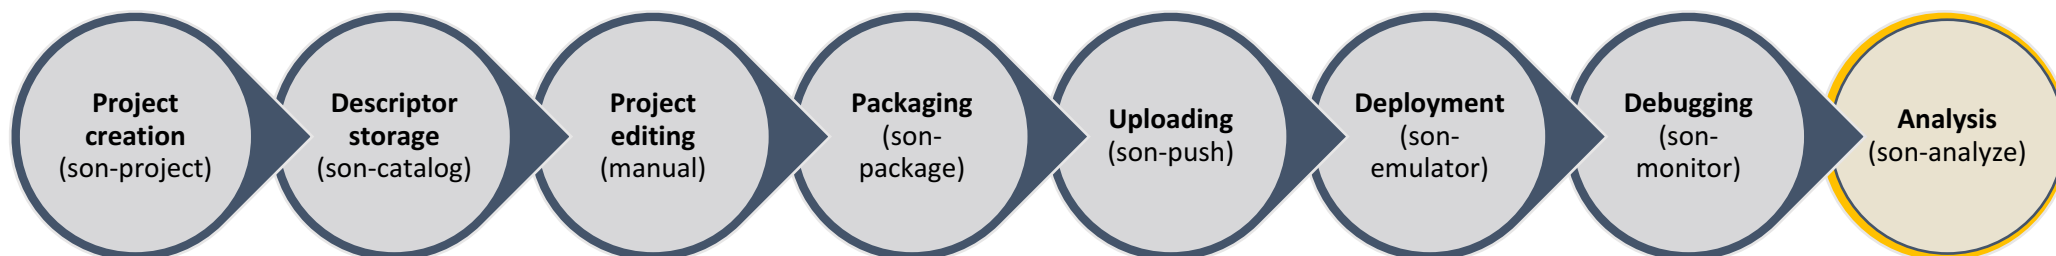 Project
creation
(son-project)
Descriptor
storage
(son-catalog)
Project
editing
(manual)
Packaging
(son-
package)
Uploading
(son-push)
Deployment
(son-
emulator)
Debugging
(son-
monitor)
Analysis
(son-analyze)